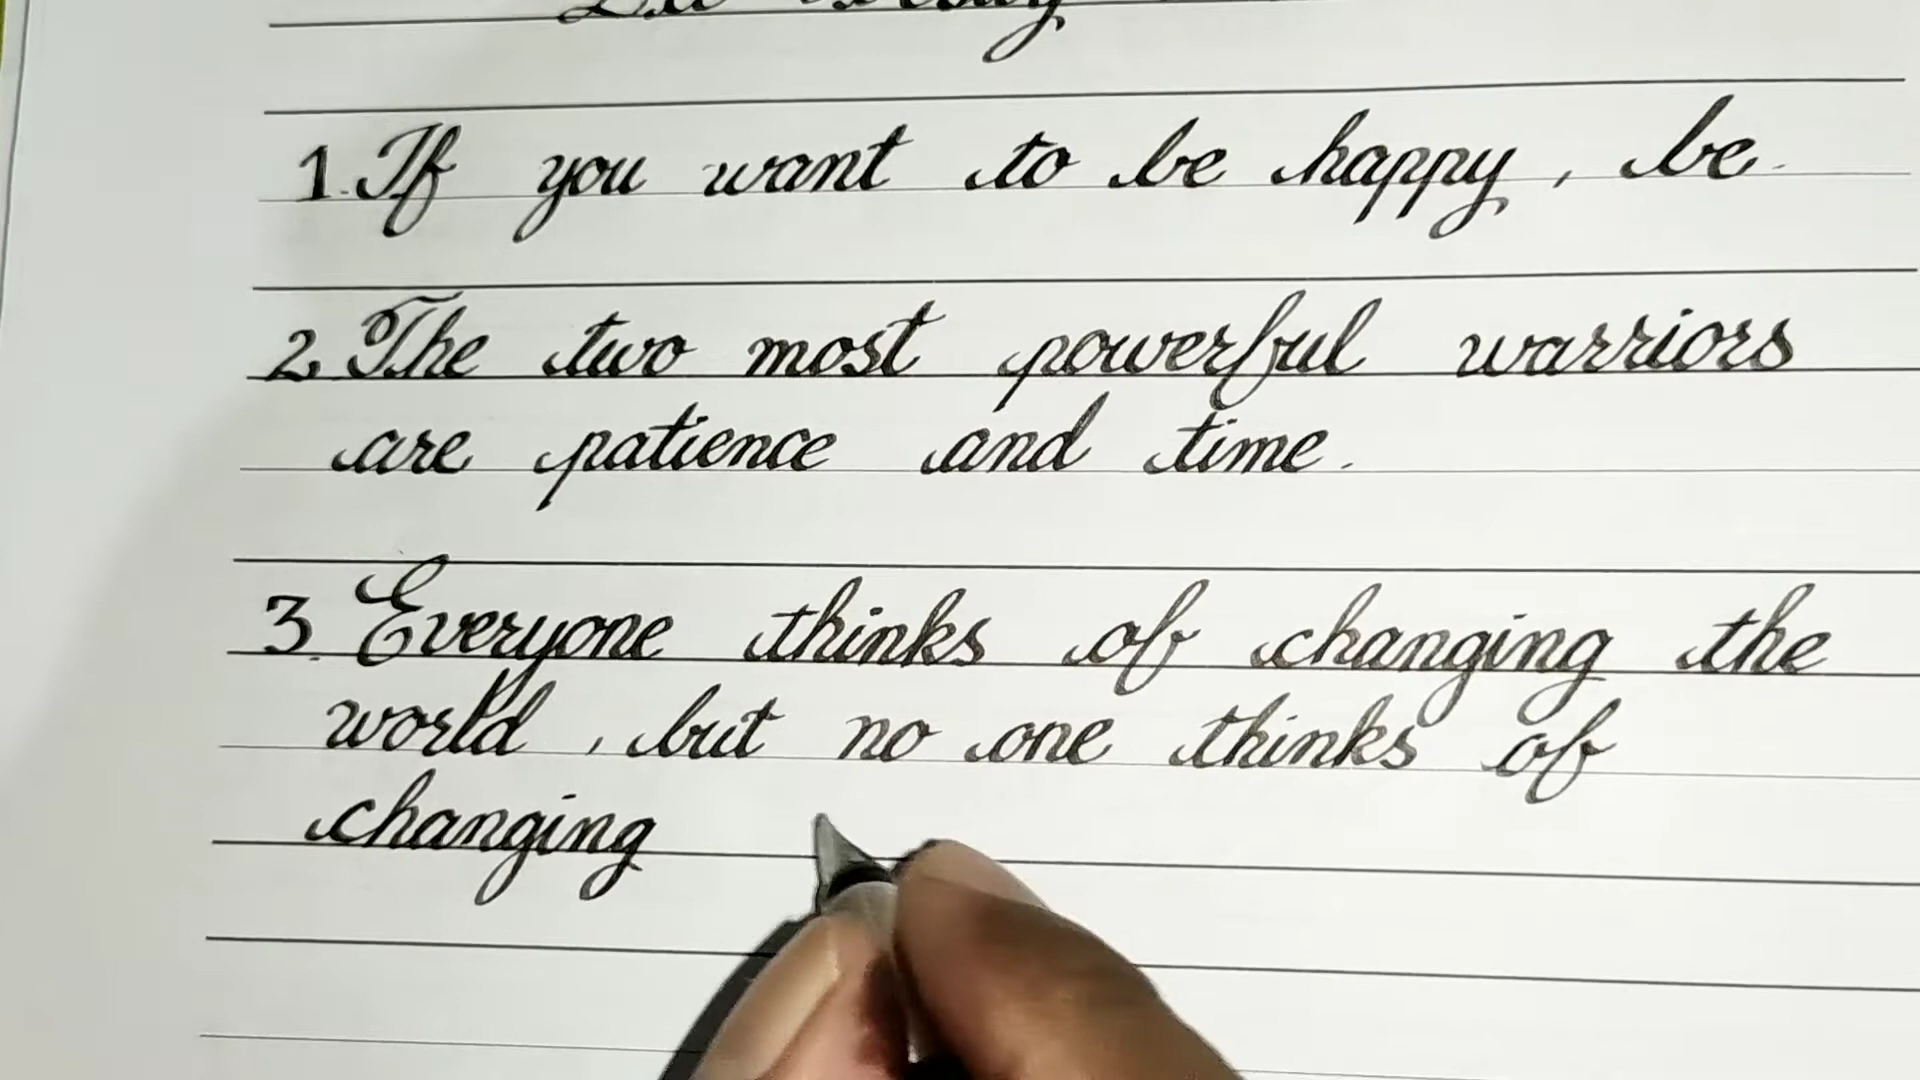 1. If you want to be happy, be.
2. The two most powerful warriors
are patience and time.
3. Everyone thinks of changing the
world, but no one thinks of
changing